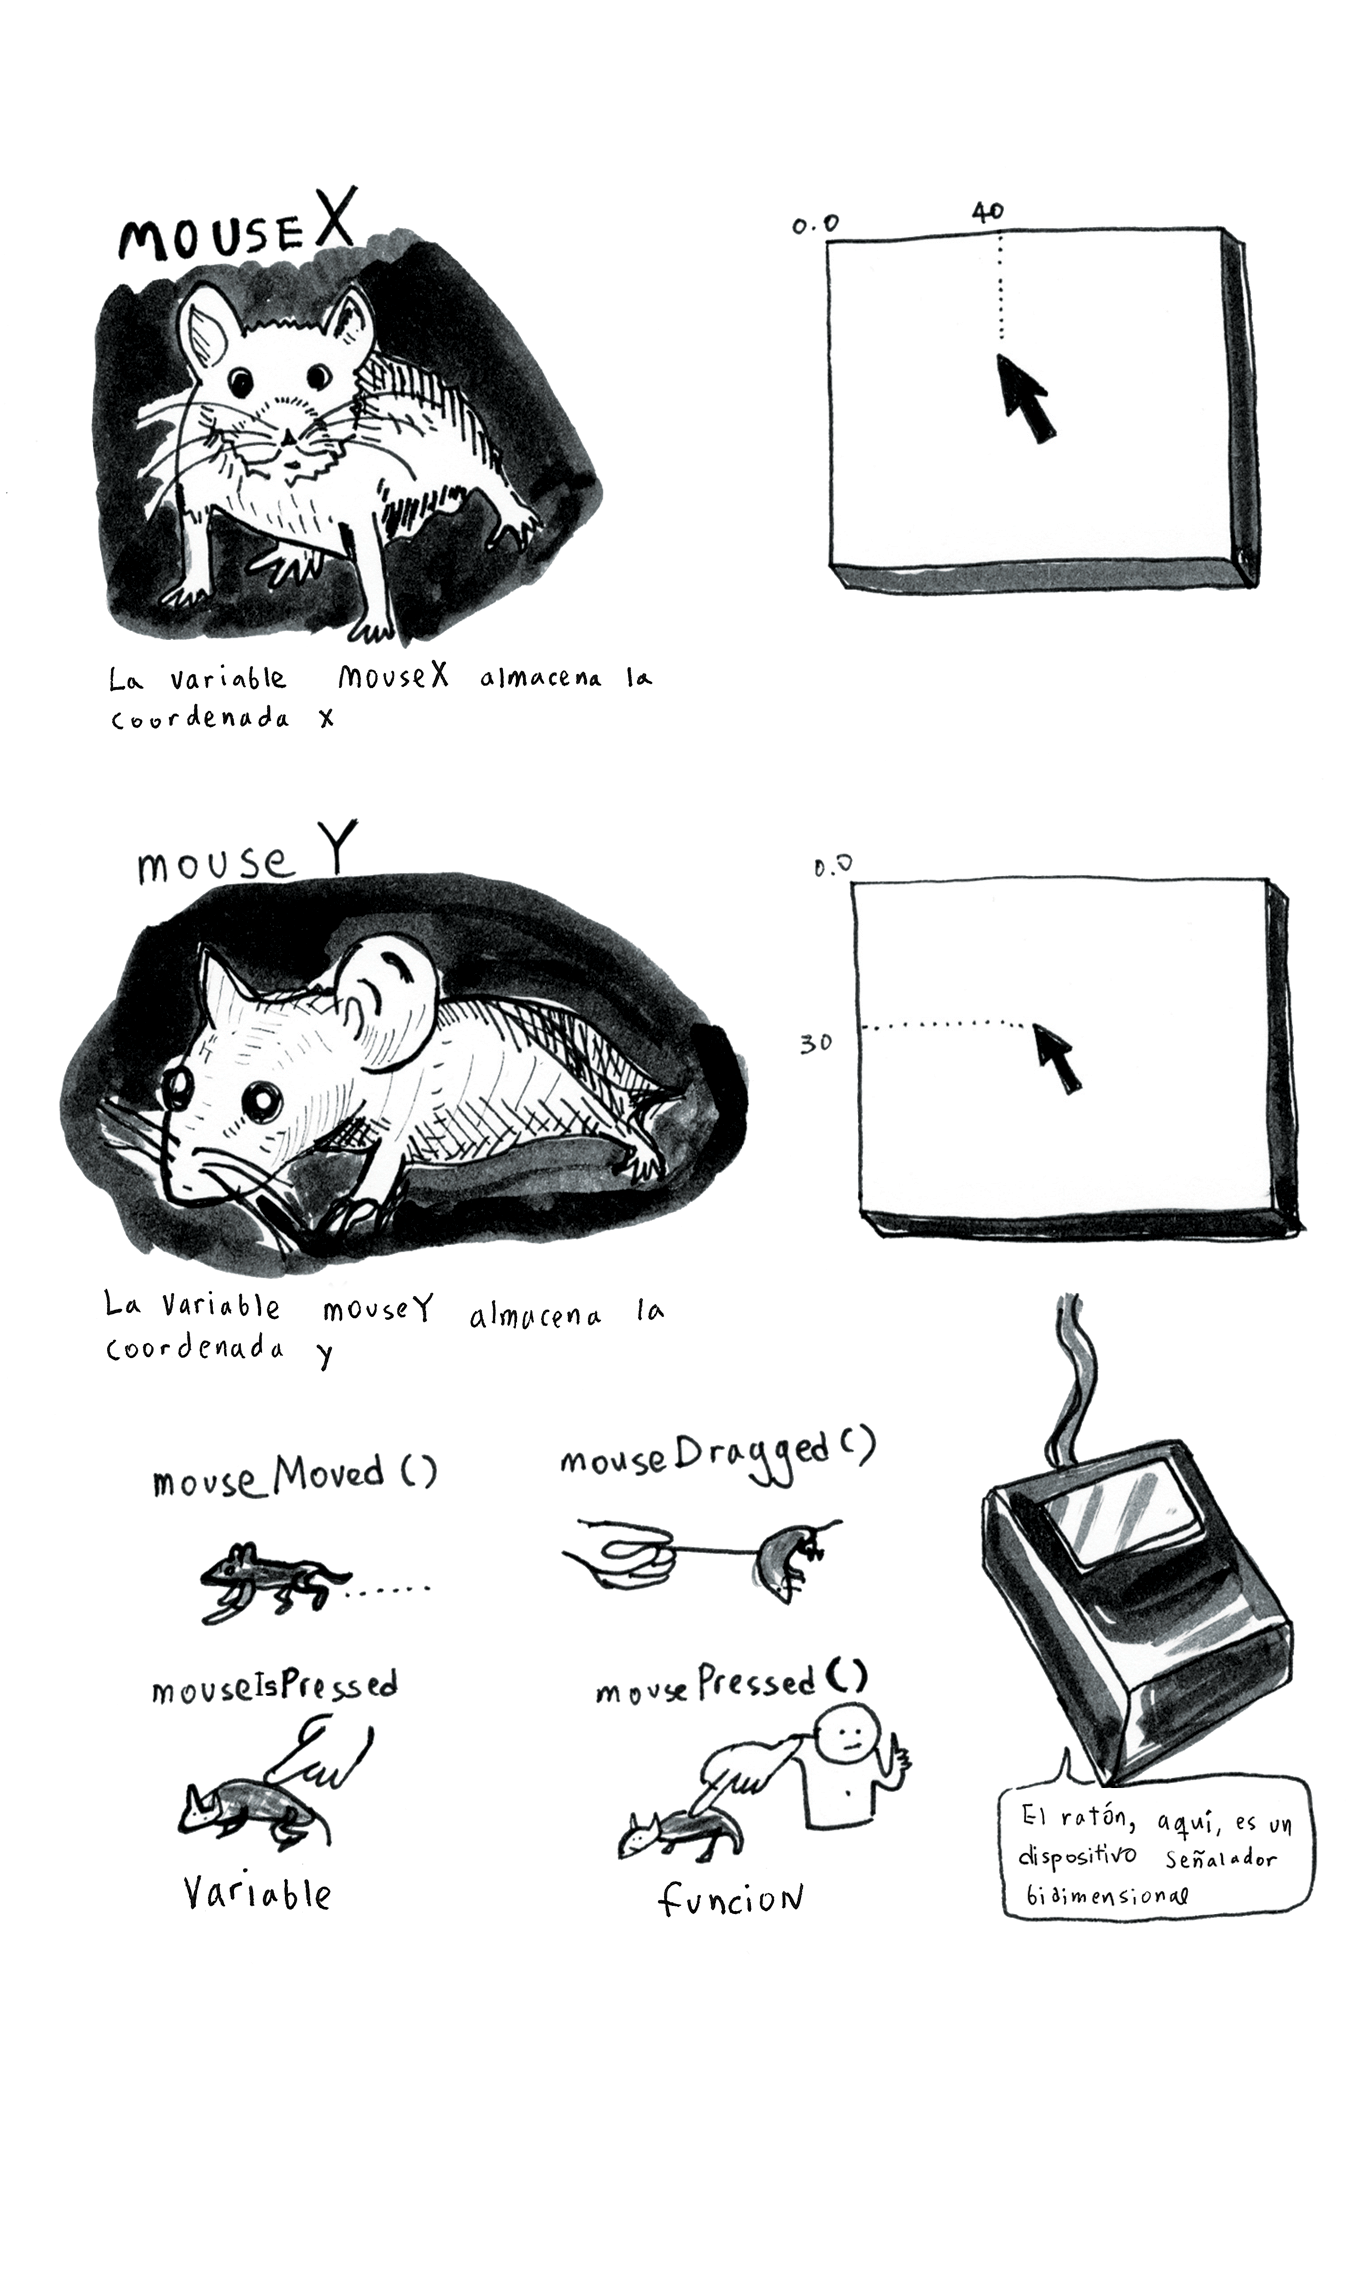 mouseX
0.0
40
La variable mouseX almacena la
coordenada x
mouse Y
0.0
30
La variable mouseY almacena la
coordenada y
mouseMoved ()
mouseDragged ()
mouseIsPressed
mousePressed ()
Variable
funcioN
El ratón, aquí, es un
dispositivo Señalador
bidimensional